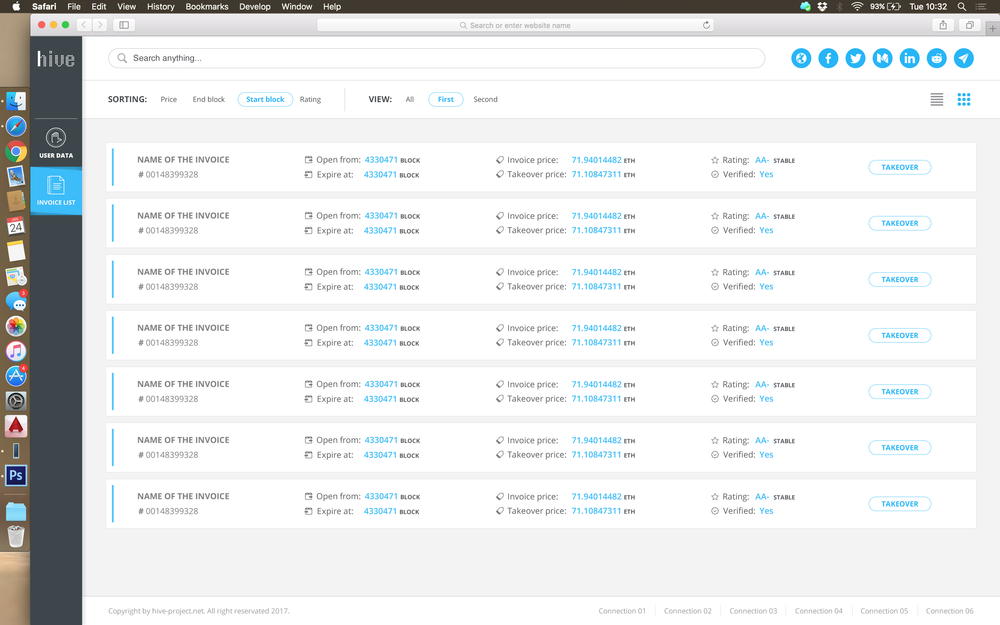 Safari File Edit View History Bookmarks Develop Window Help 93% Tue 10:32
Search or enter website name
hive
Search anything...
SORTING: Price End block Start block Rating VIEW: All First Second
USER DATA
INVOICE LIST
NAME OF THE INVOICE Open from: 4330471 BLOCK Invoice price: 71.94014482 ETH Rating: AA- STABLE
# 00148399328 Expire at: 4330471 BLOCK Takeover price: 71.10847311 ETH Verified: Yes
TAKEOVER
NAME OF THE INVOICE Open from: 4330471 BLOCK Invoice price: 71.94014482 ETH Rating: AA- STABLE
# 00148399328 Expire at: 4330471 BLOCK Takeover price: 71.10847311 ETH Verified: Yes
TAKEOVER
NAME OF THE INVOICE Open from: 4330471 BLOCK Invoice price: 71.94014482 ETH Rating: AA- STABLE
# 00148399328 Expire at: 4330471 BLOCK Takeover price: 71.10847311 ETH Verified: Yes
TAKEOVER
NAME OF THE INVOICE Open from: 4330471 BLOCK Invoice price: 71.94014482 ETH Rating: AA- STABLE
# 00148399328 Expire at: 4330471 BLOCK Takeover price: 71.10847311 ETH Verified: Yes
TAKEOVER
NAME OF THE INVOICE Open from: 4330471 BLOCK Invoice price: 71.94014482 ETH Rating: AA- STABLE
# 00148399328 Expire at: 4330471 BLOCK Takeover price: 71.10847311 ETH Verified: Yes
TAKEOVER
NAME OF THE INVOICE Open from: 4330471 BLOCK Invoice price: 71.94014482 ETH Rating: AA- STABLE
# 00148399328 Expire at: 4330471 BLOCK Takeover price: 71.10847311 ETH Verified: Yes
TAKEOVER
NAME OF THE INVOICE Open from: 4330471 BLOCK Invoice price: 71.94014482 ETH Rating: AA- STABLE
# 00148399328 Expire at: 4330471 BLOCK Takeover price: 71.10847311 ETH Verified: Yes
TAKEOVER
JAN
24
3D
3
4
Ps
Copyright by hive-project.net. All right reservated 2017. Connection 01 Connection 02 Connection 03 Connection 04 Connection 05 Connection 06